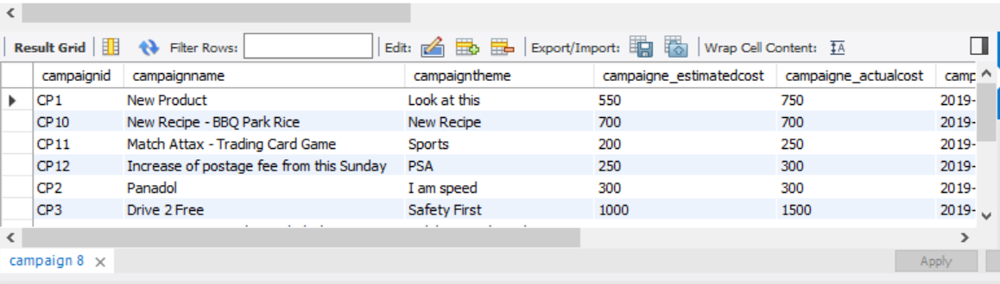 Result Grid Filter Rows: Edit: Export/Import: Wrap Cell Content: IA
campaignid campaignname campaigntheme campaigne_estimatedcost campaigne_actualcost camp
CP1 New Product Look at this 550 750 2019-
CP10 New Recipe - BBQ Park Rice New Recipe 700 700 2019-
CP11 Match Attax - Trading Card Game Sports 200 250 2019-
CP12 Increase of postage fee from this Sunday PSA 250 300 2019-
CP2 Panadol I am speed 300 300 2019-
CP3 Drive 2 Free Safety First 1000 1500 2019-
campaign 8 Apply